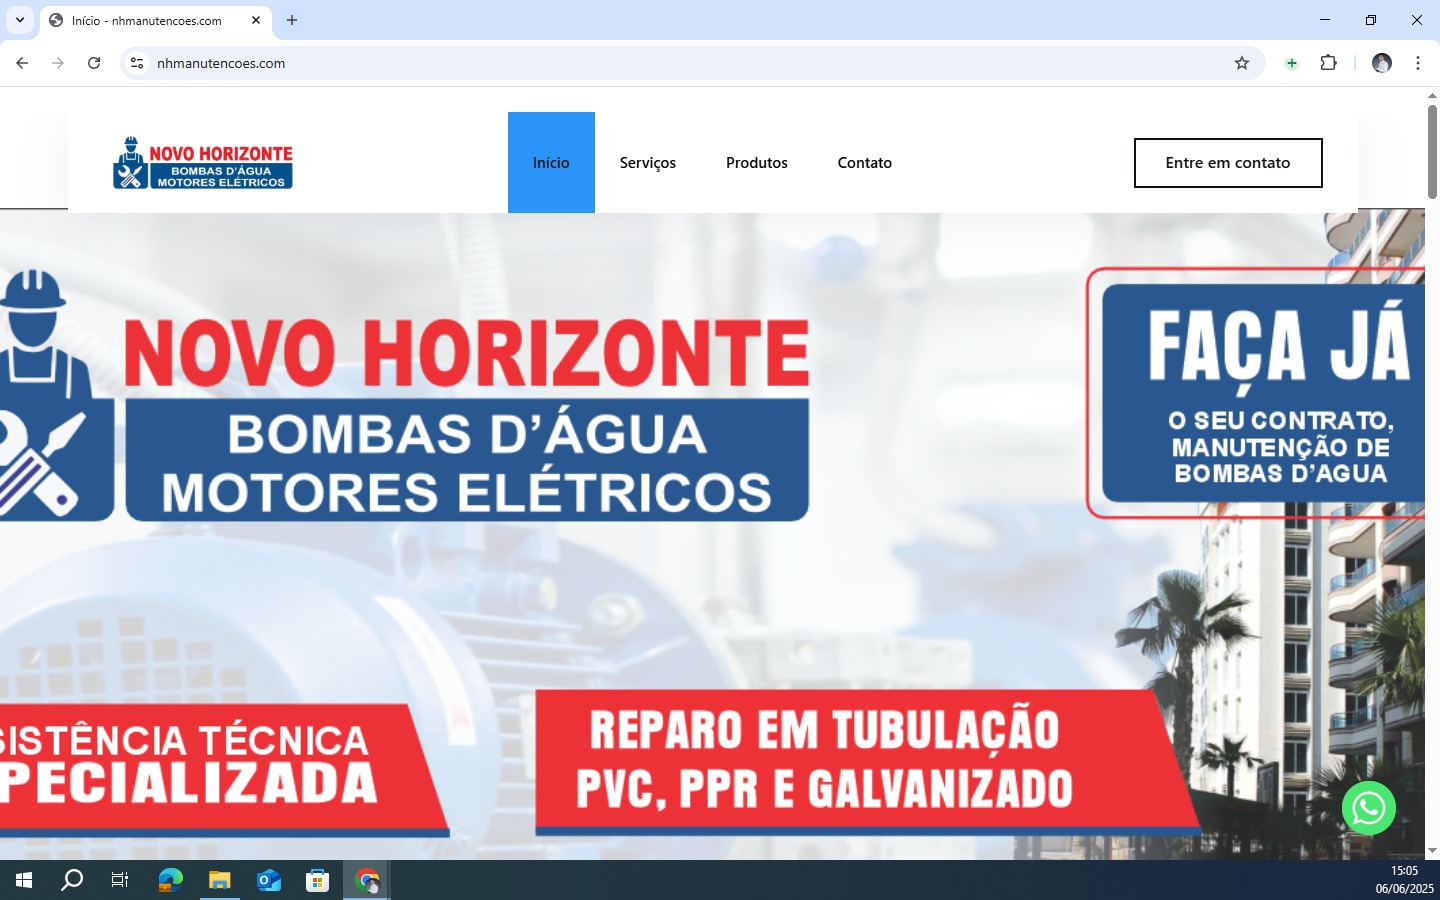 Início - nhmanutencoes.com
nhmanutencoes.com
NOVO HORIZONTE
BOMBAS D'ÁGUA
MOTORES ELÉTRICOS
Início
Serviços
Produtos
Contato
Entre em contato
NOVO HORIZONTE
BOMBAS D'ÁGUA
MOTORES ELÉTRICOS
FAÇA JÁ
O SEU CONTRATO,
MANUTENÇÃO DE
BOMBAS D'AGUA
SISTÊNCIA TÉCNICA
PECIALIZADA
REPARO EM TUBULAÇÃO
PVC, PPR E GALVANIZADO
15:05
06/06/2025